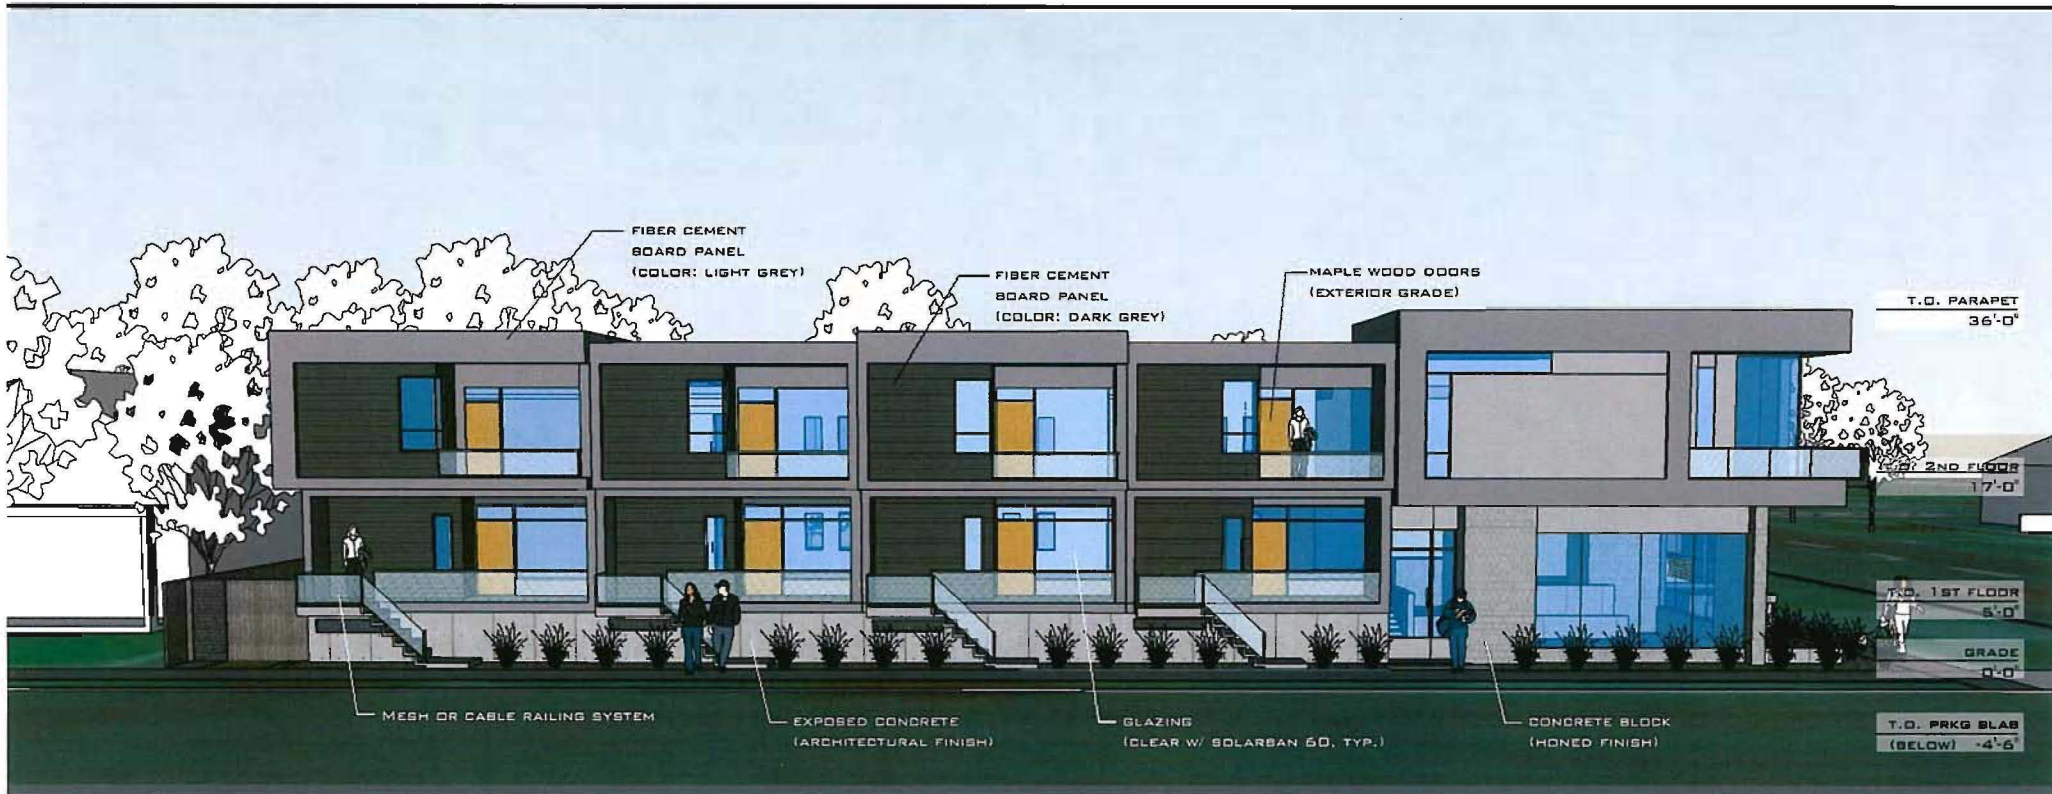 FIBER CEMENT
BOARD PANEL
(COLOR: LIGHT GREY)
FIBER CEMENT
BOARD PANEL
(COLOR: DARK GREY)
MAPLE WOOD DOORS
(EXTERIOR GRADE)
T.O. PARAPET
36'-0"
T.O. 2ND FLOOR
17'-0"
T.O. 1ST FLOOR
5'-0"
GRADE
0'-0"
MESH OR CABLE RAILING SYSTEM
EXPOSED CONCRETE
(ARCHITECTURAL FINISH)
GLAZING
(CLEAR W/ SOLARBAN 60, TYP.)
CONCRETE BLOCK
(HONED FINISH)
T.O. PRKG SLAB
(BELOW) -4'-6"